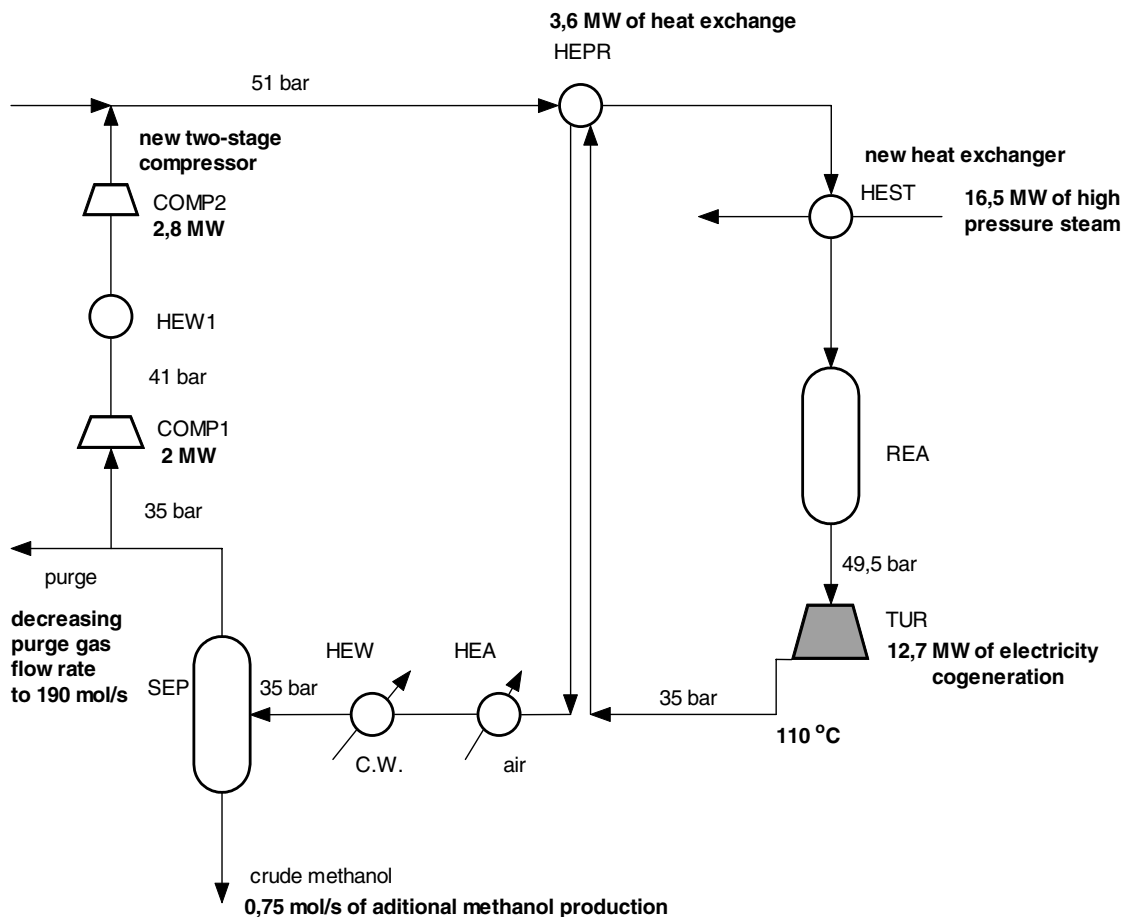 3,6 MW of heat exchange
HEPR
51 bar
new two-stage
compressor
COMP2
2,8 MW
new heat exchanger
HEST
16,5 MW of high
pressure steam
HEW1
41 bar
COMP1
2 MW
REA
35 bar
49,5 bar
purge
TUR
12,7 MW of electricity
cogeneration
decreasing
purge gas
flow rate
to 190 mol/s
SEP
HEW
HEA
35 bar
35 bar
110 °C
C.W.
air
crude methanol
0,75 mol/s of aditional methanol production